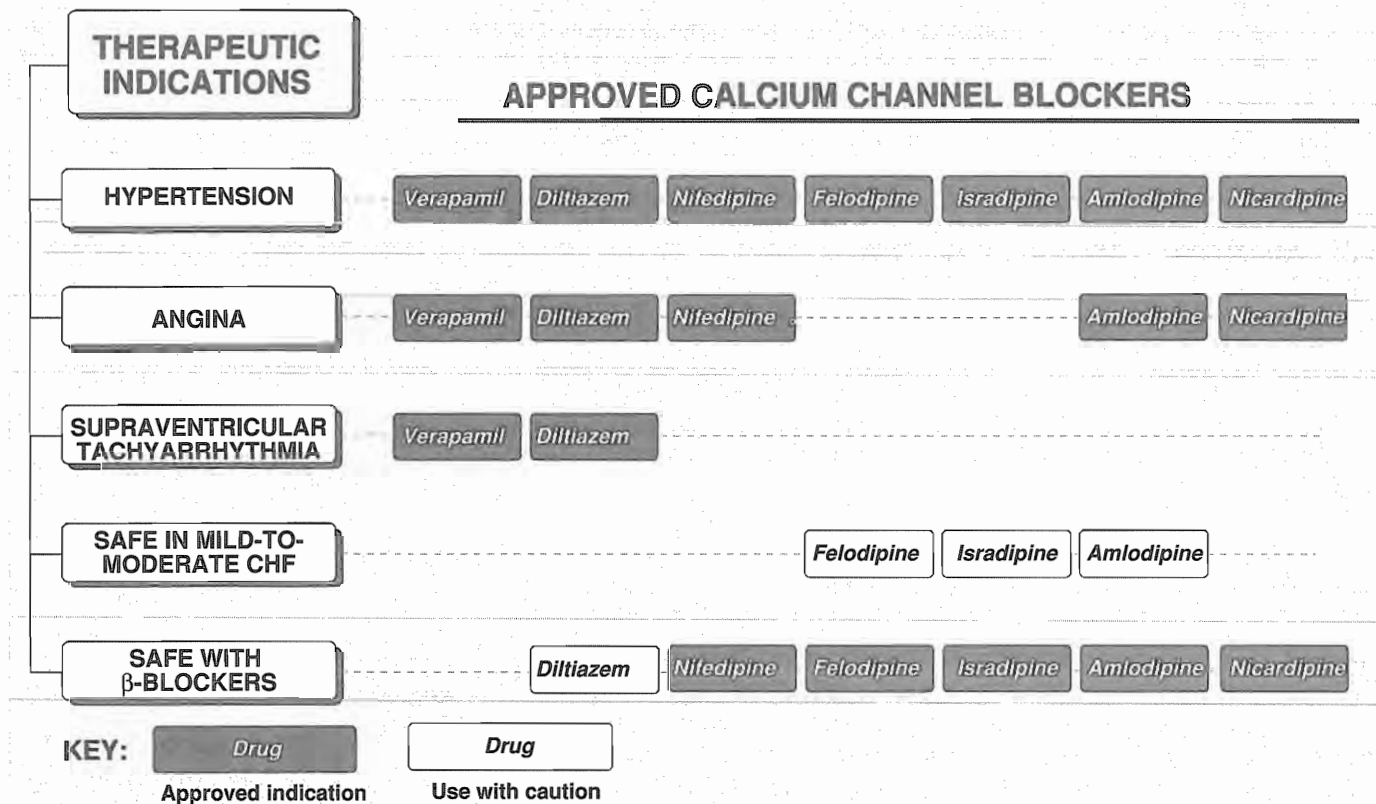 THERAPEUTIC
INDICATIONS
APPROVED CALCIUM CHANNEL BLOCKERS
HYPERTENSION
Verapamil Diltiazem Nifedipine Felodipine Isradipine Amlodipine Nicardipine
ANGINA
Verapamil Diltiazem Nifedipine Amlodipine Nicardipine
SUPRAVENTRICULAR
TACHYARRHYTHMIA
Verapamil Diltiazem
SAFE IN MILD-TO-
MODERATE CHF
Felodipine Isradipine Amlodipine
SAFE WITH
β-BLOCKERS
Diltiazem Nifedipine Felodipine Isradipine Amlodipine Nicardipine
KEY: Drug Drug
Approved indication Use with caution